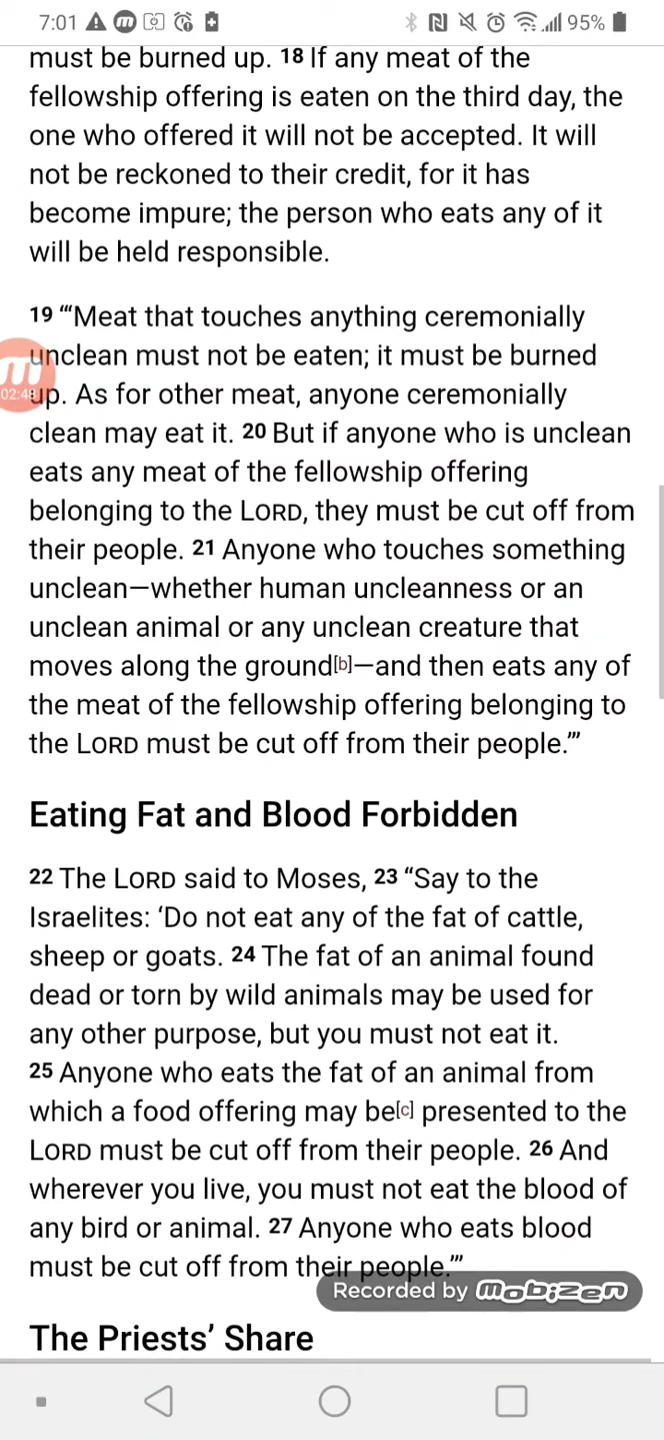 7:01 95%
must be burned up. 18 If any meat of the
fellowship offering is eaten on the third day, the
one who offered it will not be accepted. It will
not be reckoned to their credit, for it has
become impure; the person who eats any of it
will be held responsible.
19 “‘Meat that touches anything ceremonially
unclean must not be eaten; it must be burned
02:48 up. As for other meat, anyone ceremonially
clean may eat it. 20 But if anyone who is unclean
eats any meat of the fellowship offering
belonging to the LORD, they must be cut off from
their people. 21 Anyone who touches something
unclean—whether human uncleanness or an
unclean animal or any unclean creature that
moves along the ground[b]—and then eats any of
the meat of the fellowship offering belonging to
the LORD must be cut off from their people.’”
Eating Fat and Blood Forbidden
22 The LORD said to Moses, 23 “Say to the
Israelites: ‘Do not eat any of the fat of cattle,
sheep or goats. 24 The fat of an animal found
dead or torn by wild animals may be used for
any other purpose, but you must not eat it.
25 Anyone who eats the fat of an animal from
which a food offering may be[c] presented to the
LORD must be cut off from their people. 26 And
wherever you live, you must not eat the blood of
any bird or animal. 27 Anyone who eats blood
must be cut off from their people.’”
Recorded by mobizen
The Priests’ Share